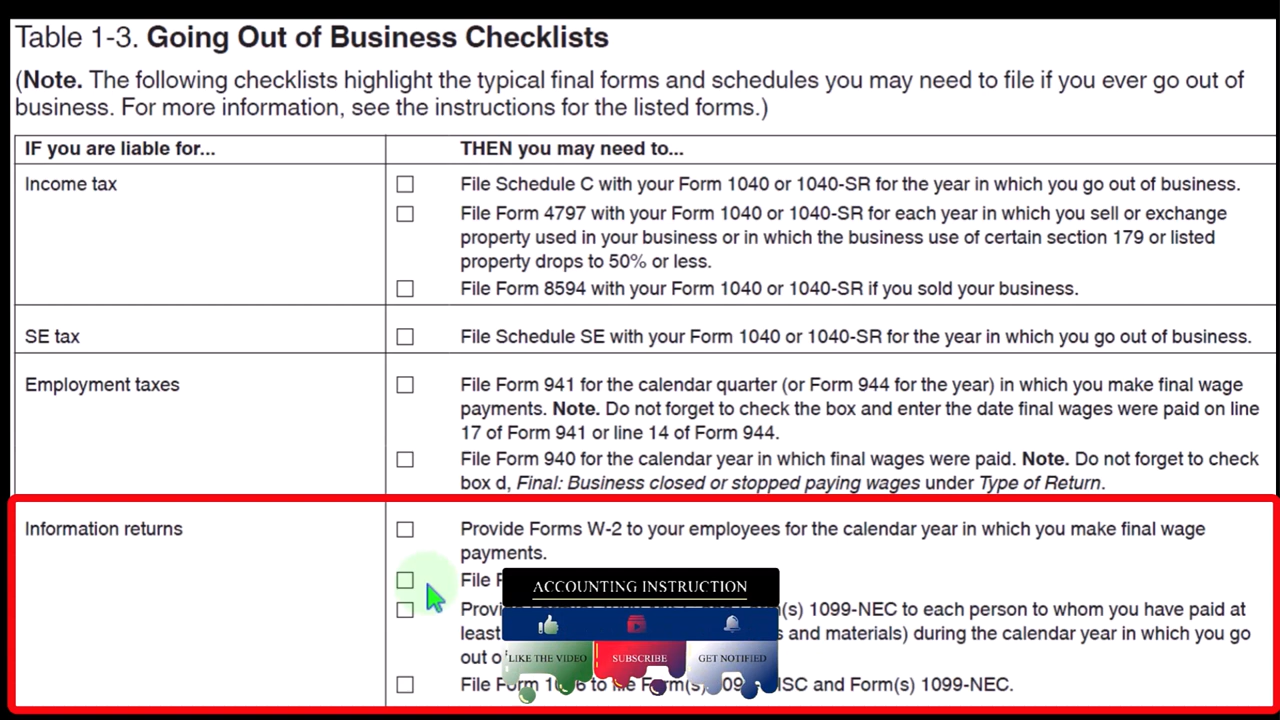 Table 1-3. Going Out of Business Checklists
(Note. The following checklists highlight the typical final forms and schedules you may need to file if you ever go out of
business. For more information, see the instructions for the listed forms.)
IF you are liable for... THEN you may need to...
Income tax File Schedule C with your Form 1040 or 1040-SR for the year in which you go out of business.
File Form 4797 with your Form 1040 or 1040-SR for each year in which you sell or exchange
property used in your business or in which the business use of certain section 179 or listed
property drops to 50% or less.
File Form 8594 with your Form 1040 or 1040-SR if you sold your business.
SE tax File Schedule SE with your Form 1040 or 1040-SR for the year in which you go out of business.
Employment taxes File Form 941 for the calendar quarter (or Form 944 for the year) in which you make final wage
payments. Note. Do not forget to check the box and enter the date final wages were paid on line
17 of Form 941 or line 14 of Form 944.
File Form 940 for the calendar year in which final wages were paid. Note. Do not forget to check
box d, Final: Business closed or stopped paying wages under Type of Return.
Information returns Provide Forms W-2 to your employees for the calendar year in which you make final wage
payments.
File
ACCOUNTING INSTRUCTION
1099-NEC to each person to whom you have paid at
least and materials) during the calendar year in which you go
out
LIKE THE VIDEO SUBSCRIBE GET NOTIFIED
File Form to file and Form(s) 1099-NEC.